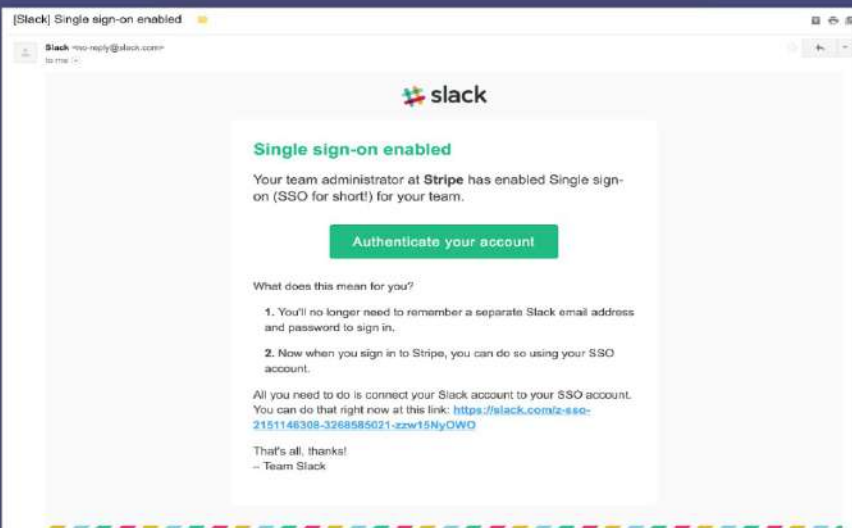 [Slack] Single sign-on enabled
Slack <no-reply@slack.com>
to me
slack
Single sign-on enabled
Your team administrator at Stripe has enabled Single sign-
on (SSO for short!) for your team.
Authenticate your account
What does this mean for you?
1. You'll no longer need to remember a separate Slack email address
and password to sign in.
2. Now when you sign in to Stripe, you can do so using your SSO
account.
All you need to do is connect your Slack account to your SSO account.
You can do that right now at this link: https://slack.com/z-sso-
2151146308-3268585021-zzw15NyOWO
That's all, thanks!
– Team Slack